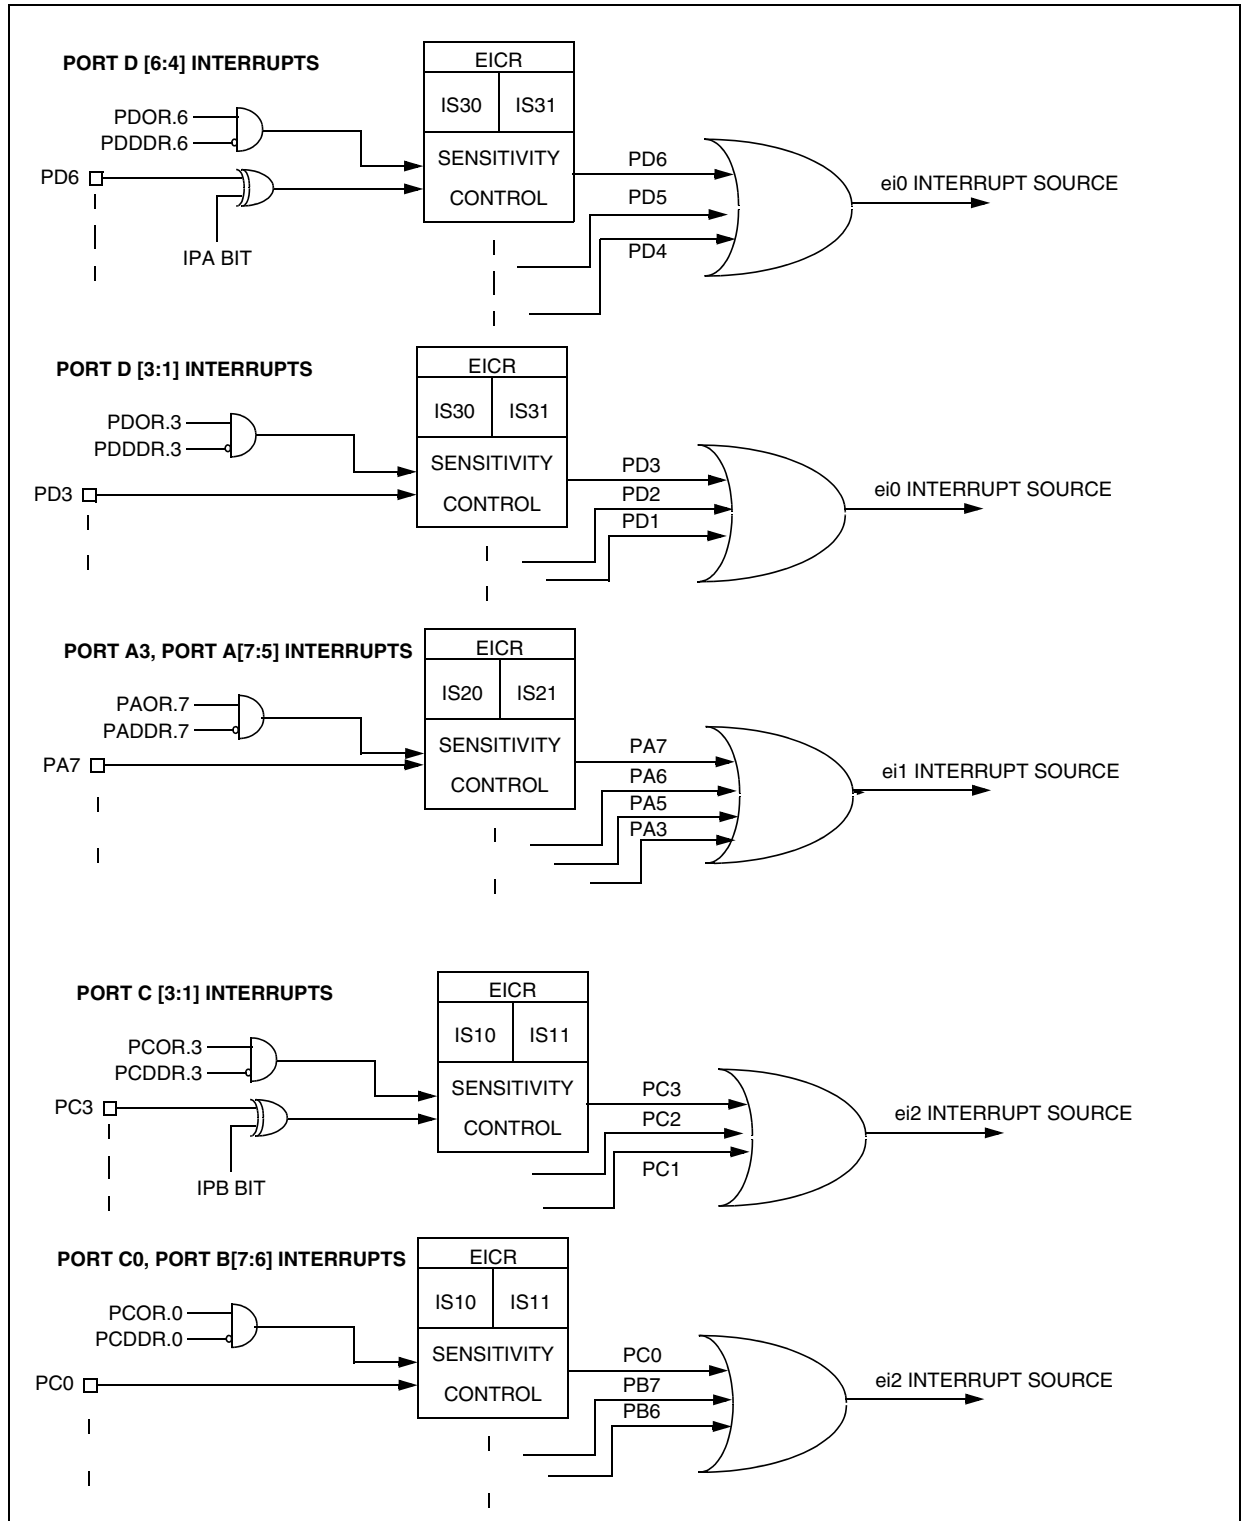 PORT D [6:4] INTERRUPTS
EICR
IS30 IS31
PDOR.6
PDDDR.6
SENSITIVITY
CONTROL
PD6
IPA BIT
PD6
PD5
PD4
ei0 INTERRUPT SOURCE
PORT D [3:1] INTERRUPTS
EICR
IS30 IS31
PDOR.3
PDDDR.3
SENSITIVITY
CONTROL
PD3
PD3
PD2
PD1
ei0 INTERRUPT SOURCE
PORT A3, PORT A[7:5] INTERRUPTS
EICR
IS20 IS21
PAOR.7
PADDR.7
SENSITIVITY
CONTROL
PA7
PA7
PA6
PA5
PA3
ei1 INTERRUPT SOURCE
PORT C [3:1] INTERRUPTS
EICR
IS10 IS11
PCOR.3
PCDDR.3
SENSITIVITY
CONTROL
PC3
IPB BIT
PC3
PC2
PC1
ei2 INTERRUPT SOURCE
PORT C0, PORT B[7:6] INTERRUPTS
EICR
IS10 IS11
PCOR.0
PCDDR.0
SENSITIVITY
CONTROL
PC0
PC0
PB7
PB6
ei2 INTERRUPT SOURCE